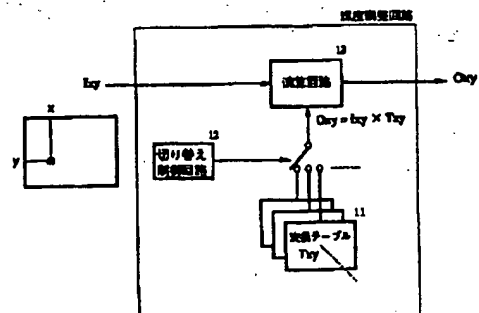 輝度調整回路
13
Ixy
演算回路
Oxy
x
Oxy = Ixy × Txy
12
切り替え
制御回路
y
11
変換テーブル
Txy